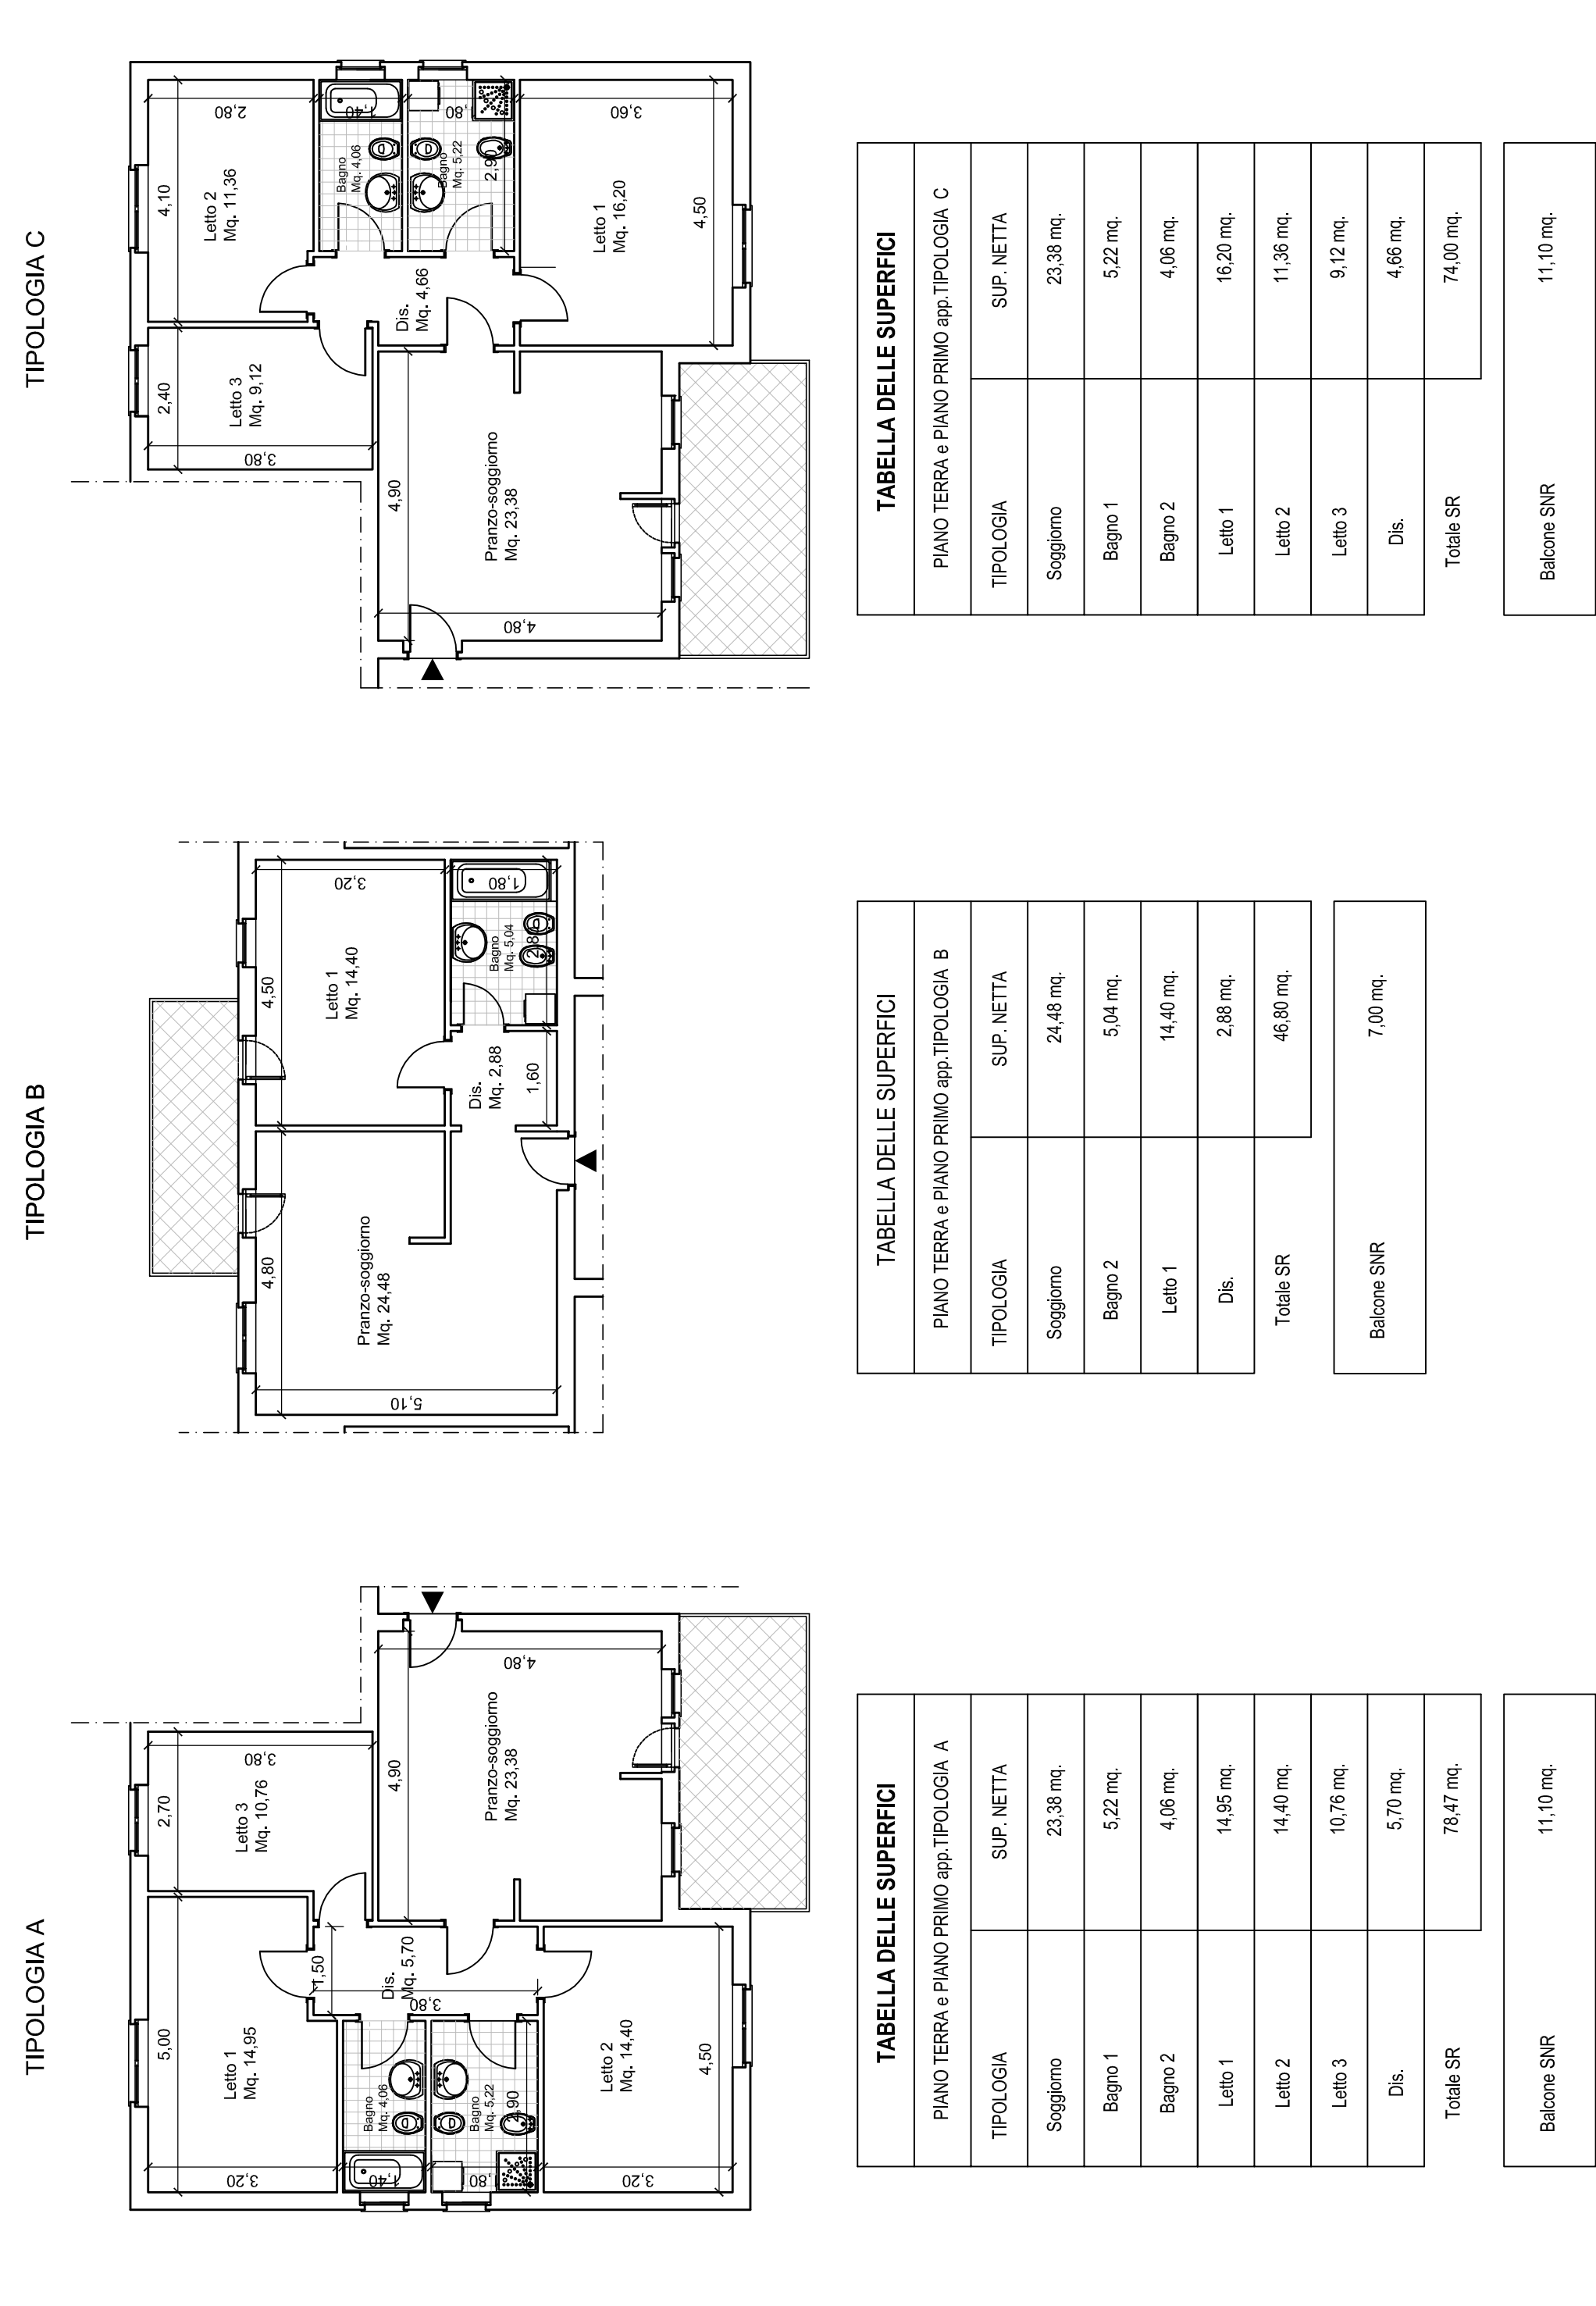 TIPOLOGIA A
5,00
2,70
Letto 1
Mq. 14,95
Letto 3
Mq. 10,76
3,20
3,80
1,50
Bagno
Mq. 4,06
Dis.
Mq. 5,70
3,80
4,90
1,40
Bagno
Mq. 5,22
2,90
1,80
Pranzo-soggiorno
Mq. 23,38
4,80
Letto 2
Mq. 14,40
3,20
4,50
TABELLA DELLE SUPERFICI
PIANO TERRA e PIANO PRIMO app.TIPOLOGIA A
TIPOLOGIA SUP. NETTA
Soggiorno 23,38 mq.
Bagno 1 5,22 mq.
Bagno 2 4,06 mq.
Letto 1 14,95 mq.
Letto 2 14,40 mq.
Letto 3 10,76 mq.
Dis. 5,70 mq.
Totale SR 78,47 mq.
Balcone SNR 11,10 mq.
TIPOLOGIA B
4,80
4,50
Letto 1
Mq. 14,40
3,20
Pranzo-soggiorno
Mq. 24,48
5,10
Dis.
Mq. 2,88
1,60
Bagno
Mq. 5,04
2,8
1,80
TABELLA DELLE SUPERFICI
PIANO TERRA e PIANO PRIMO app.TIPOLOGIA B
TIPOLOGIA SUP. NETTA
Soggiorno 24,48 mq.
Bagno 2 5,04 mq.
Letto 1 14,40 mq.
Dis. 2,88 mq.
Totale SR 46,80 mq.
Balcone SNR 7,00 mq.
TIPOLOGIA C
2,40
4,10
Letto 3
Mq. 9,12
Letto 2
Mq. 11,36
3,80
2,80
Bagno
Mq. 4,06
1,40
4,90
Dis.
Mq. 4,66
Bagno
Mq. 5,22
2,90
1,80
Pranzo-soggiorno
Mq. 23,38
4,80
Letto 1
Mq. 16,20
3,60
4,50
TABELLA DELLE SUPERFICI
PIANO TERRA e PIANO PRIMO app.TIPOLOGIA C
TIPOLOGIA SUP. NETTA
Soggiorno 23,38 mq.
Bagno 1 5,22 mq.
Bagno 2 4,06 mq.
Letto 1 16,20 mq.
Letto 2 11,36 mq.
Letto 3 9,12 mq.
Dis. 4,66 mq.
Totale SR 74,00 mq.
Balcone SNR 11,10 mq.